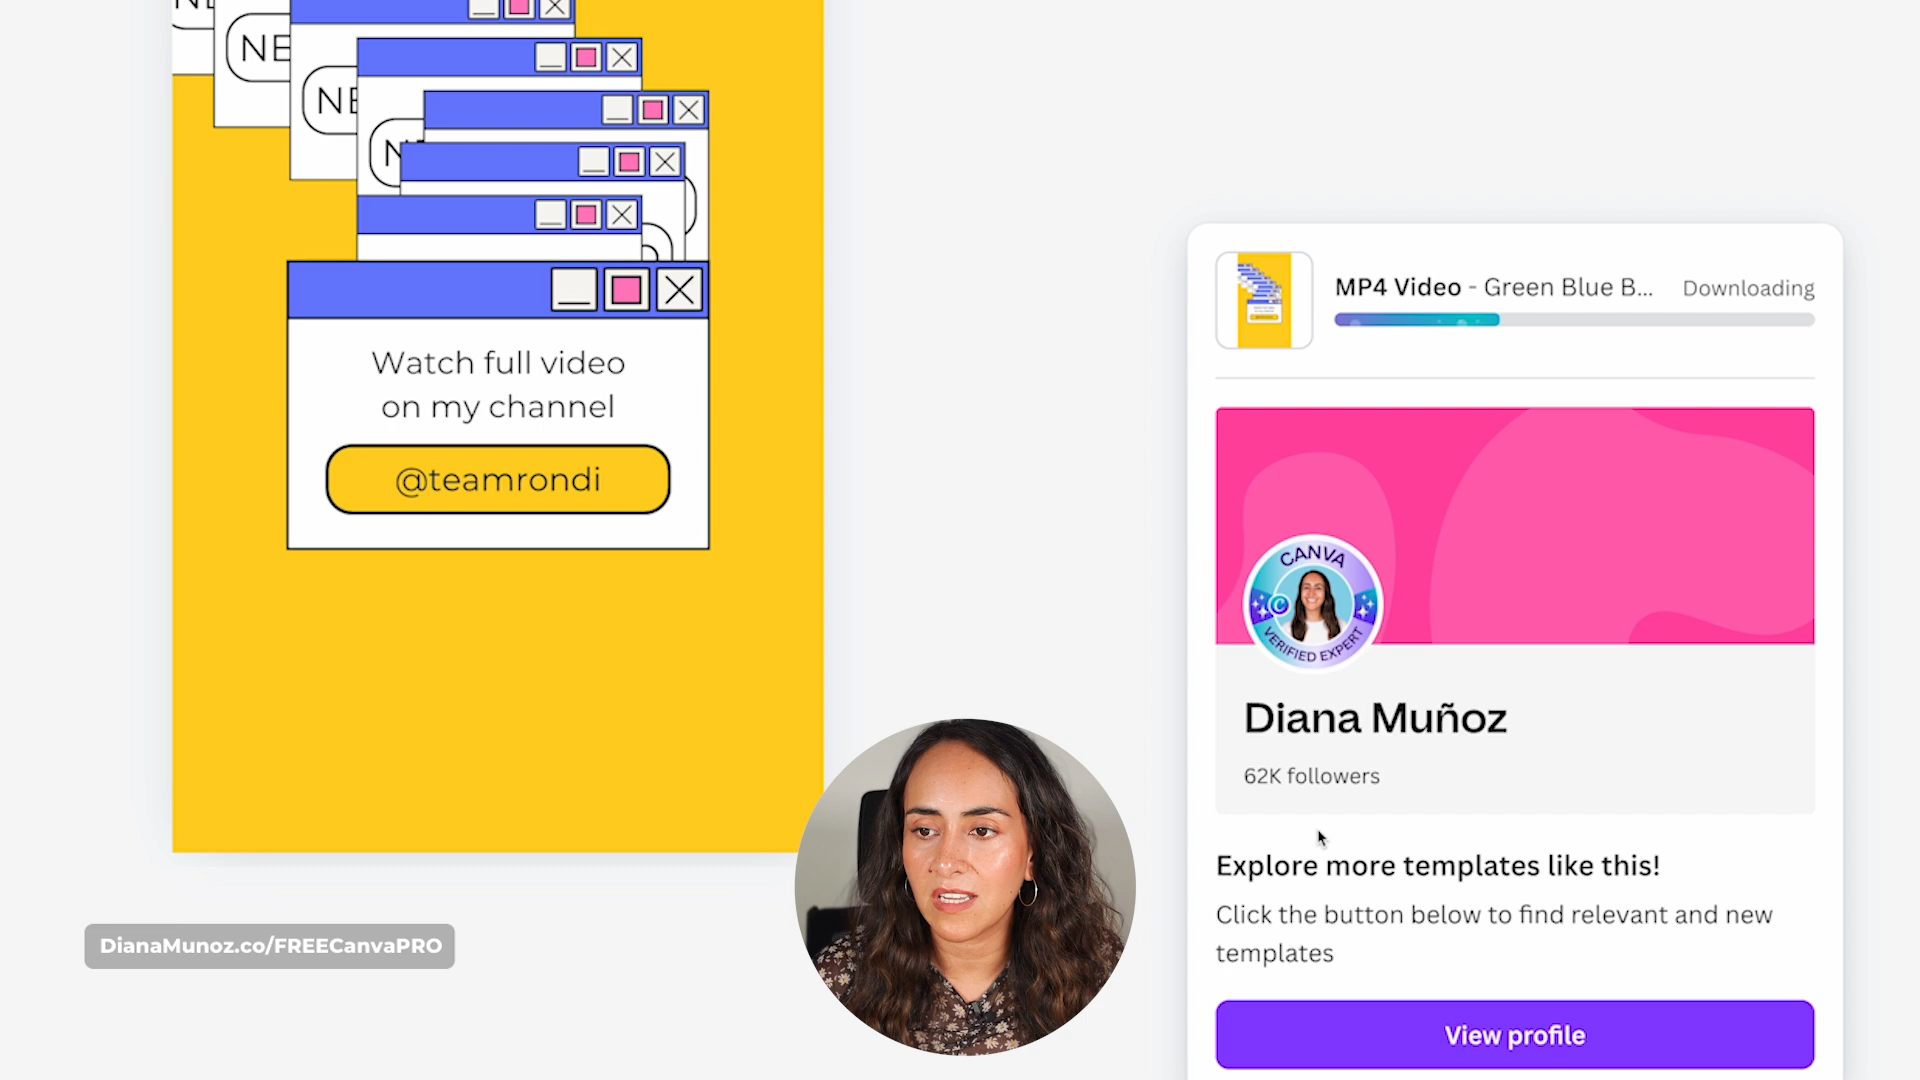 NE
NE
Watch full video
on my channel
@teamrondi
MP4 Video - Green Blue B... Downloading
CANVA
VERIFIED EXPERT
Diana Muñoz
62K followers
Explore more templates like this!
Click the button below to find relevant and new
templates
View profile
DianaMunoz.co/FREECanvaPRO